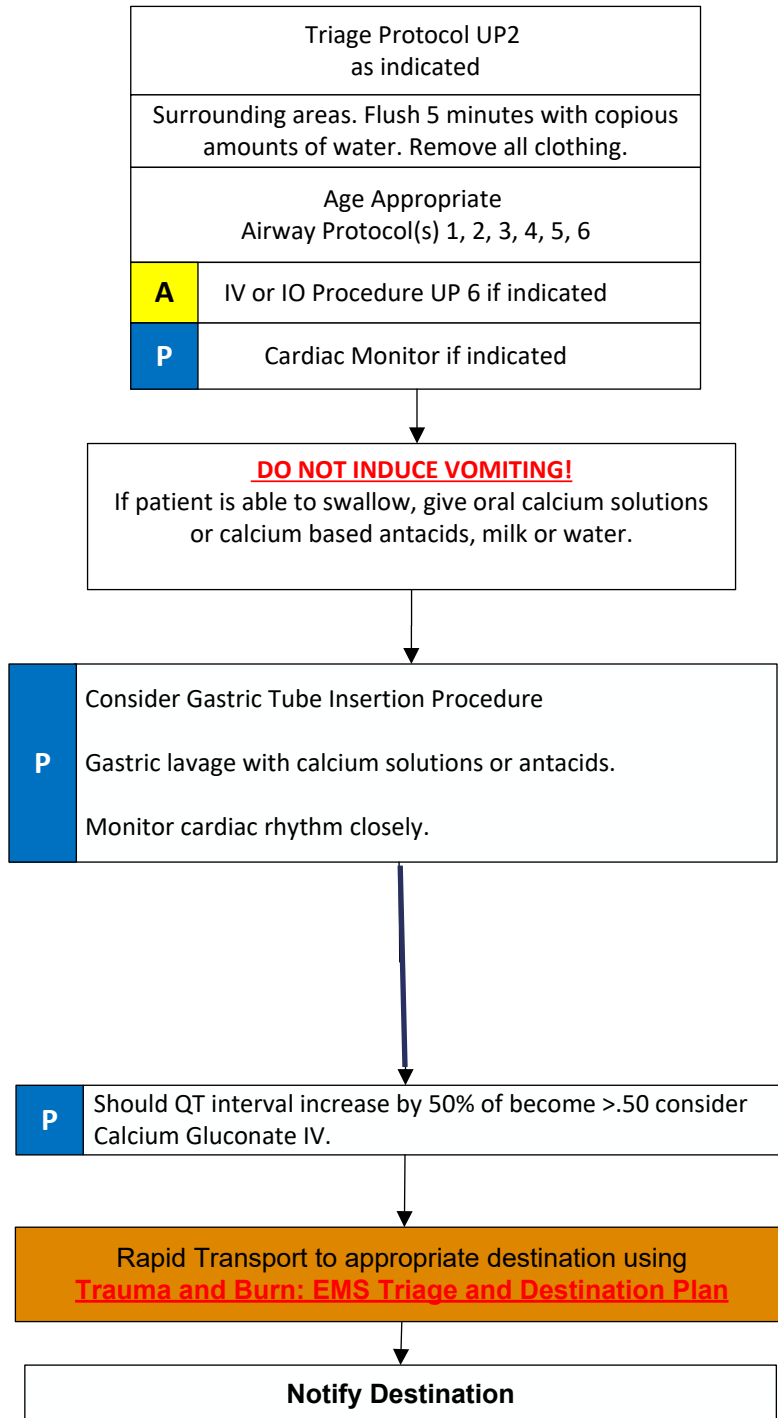 Triage Protocol UP2
as indicated
Surrounding areas. Flush 5 minutes with copious
amounts of water. Remove all clothing.
Age Appropriate
Airway Protocol(s) 1, 2, 3, 4, 5, 6
A
IV or IO Procedure UP 6 if indicated
P
Cardiac Monitor if indicated
DO NOT INDUCE VOMITING!
If patient is able to swallow, give oral calcium solutions
or calcium based antacids, milk or water.
P
Consider Gastric Tube Insertion Procedure
Gastric lavage with calcium solutions or antacids.
Monitor cardiac rhythm closely.
P
Should QT interval increase by 50% of become >.50 consider
Calcium Gluconate IV.
Rapid Transport to appropriate destination using
Trauma and Burn: EMS Triage and Destination Plan
Notify Destination